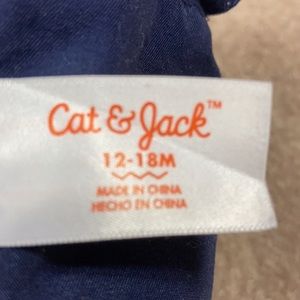 Cat & Jack™
12-18M
MADE IN CHINA
HECHO EN CHINA